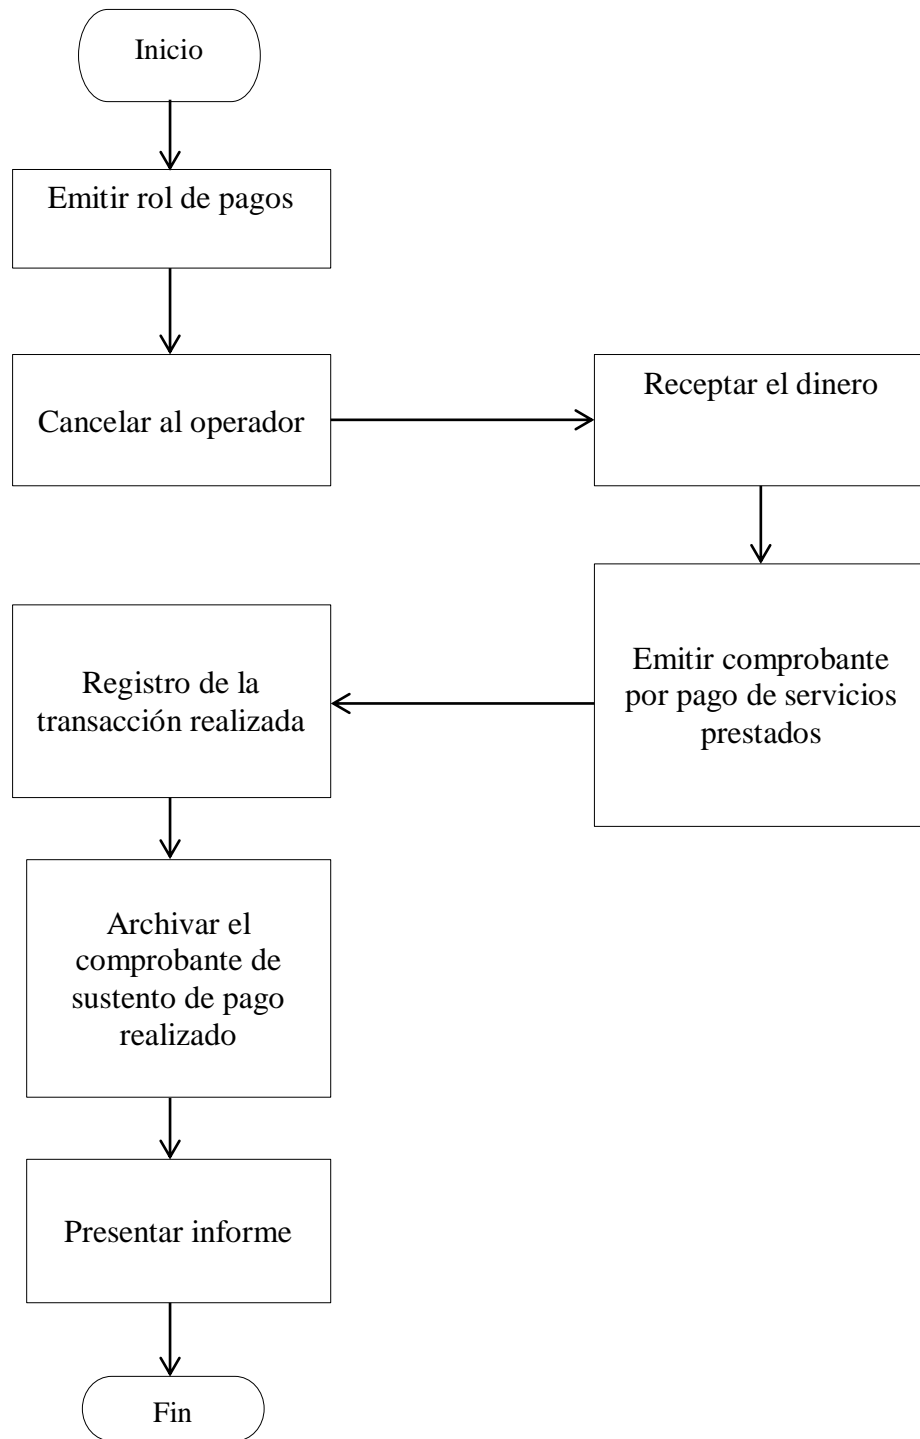 Inicio
Emitir rol de pagos
Cancelar al operador
Receptar el dinero
Emitir comprobante
por pago de servicios
prestados
Registro de la
transacción realizada
Archivar el
comprobante de
sustento de pago
realizado
Presentar informe
Fin